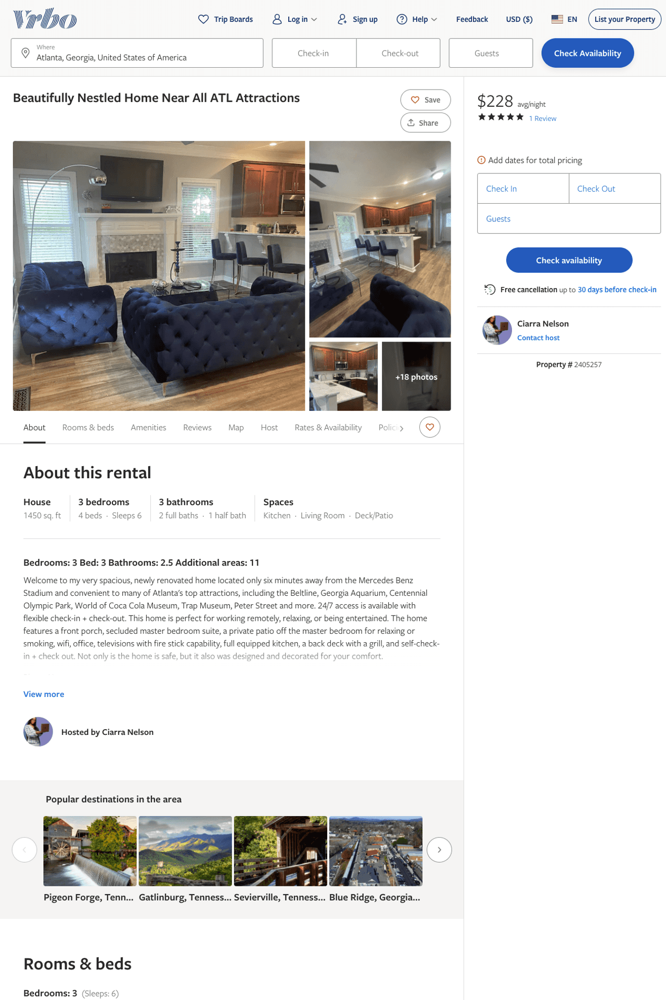 Vrbo
Trip Boards
Log in
Sign up
Help
Feedback
USD ($)
EN
List your Property
Where
Atlanta, Georgia, United States of America
Check-in
Check-out
Guests
Check Availability
Beautifully Nestled Home Near All ATL Attractions
Save
Share
+18 photos
$228 avg/night
1 Review
Add dates for total pricing
Check In
Check Out
Guests
Check availability
Free cancellation up to 30 days before check-in
Ciarra Nelson
Contact host
Property # 2405257
About
Rooms & beds
Amenities
Reviews
Map
Host
Rates & Availability
Polici
About this rental
House
1450 sq. ft
3 bedrooms
4 beds · Sleeps 6
3 bathrooms
2 full baths · 1 half bath
Spaces
Kitchen · Living Room · Deck/Patio
Bedrooms: 3 Bed: 3 Bathrooms: 2.5 Additional areas: 11
Welcome to my very spacious, newly renovated home located only six minutes away from the Mercedes Benz
Stadium and convenient to many of Atlanta's top attractions, including the Beltline, Georgia Aquarium, Centennial
Olympic Park, World of Coca Cola Museum, Trap Museum, Peter Street and more. 24/7 access is available with
flexible check-in + check-out. This home is perfect for working remotely, relaxing, or being entertained. The home
features a front porch, secluded master bedroom suite, a private patio off the master bedroom for relaxing or
smoking, wifi, office, televisions with fire stick capability, full equipped kitchen, a back deck with a grill, and self-check-
in + check out. Not only is the home is safe, but it also was designed and decorated for your comfort.
View more
Hosted by Ciarra Nelson
Popular destinations in the area
Pigeon Forge, Tenn...
Gatlinburg, Tenness...
Sevierville, Tenness...
Blue Ridge, Georgia...
Rooms & beds
Bedrooms: 3 (Sleeps: 6)